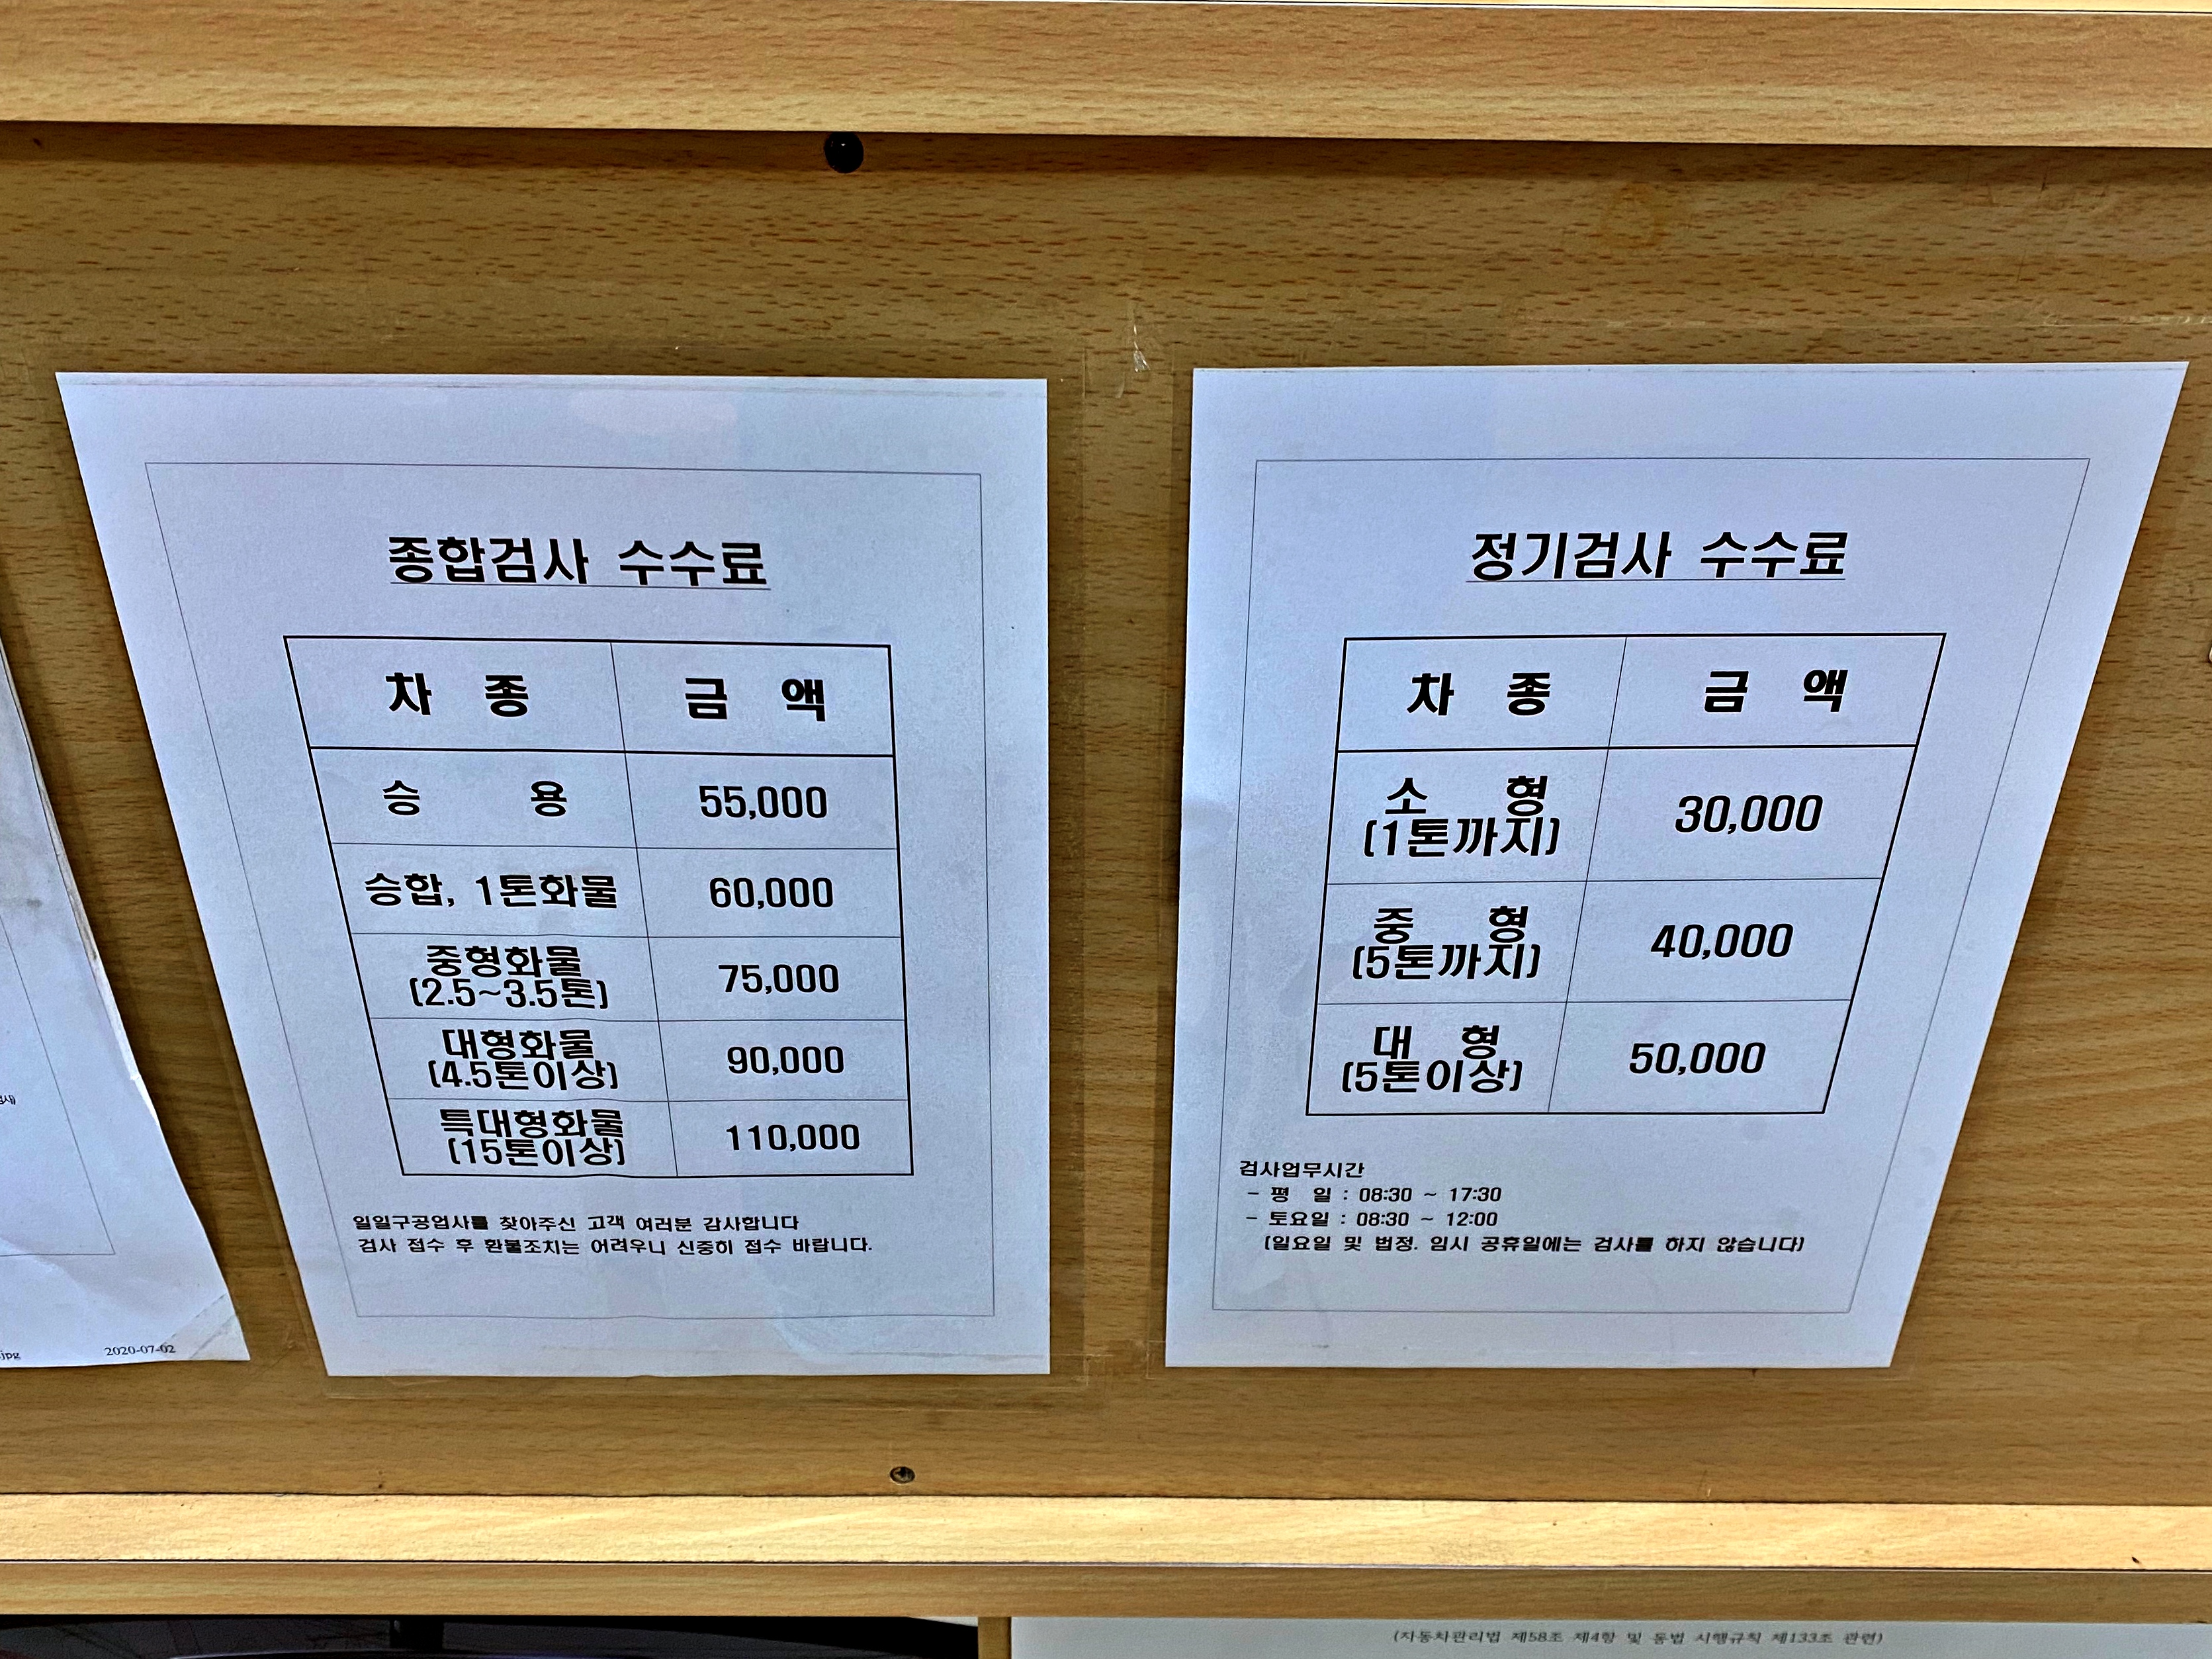 종합검사 수수료
차 종 금 액
승 용 55,000
승합, 1톤화물 60,000
중형화물
(2.5~3.5톤) 75,000
대형화물
(4.5톤이상) 90,000
특대형화물
(15톤이상) 110,000
일일구공업사를 찾아주신 고객 여러분 감사합니다
검사 접수 후 환불조치는 어려우니 신중히 접수 바랍니다.
정기검사 수수료
차 종 금 액
소 형
(1톤까지) 30,000
중 형
(5톤까지) 40,000
대 형
(5톤이상) 50,000
검사업무시간
- 평 일 : 08:30 ~ 17:30
- 토요일 : 08:30 ~ 12:00
(일요일 및 법정. 임시 공휴일에는 검사를 하지 않습니다)
.jpg 2020-07-02
(자동차관리법 제58조 제4항 및 동법 시행규칙 제133조 관련)